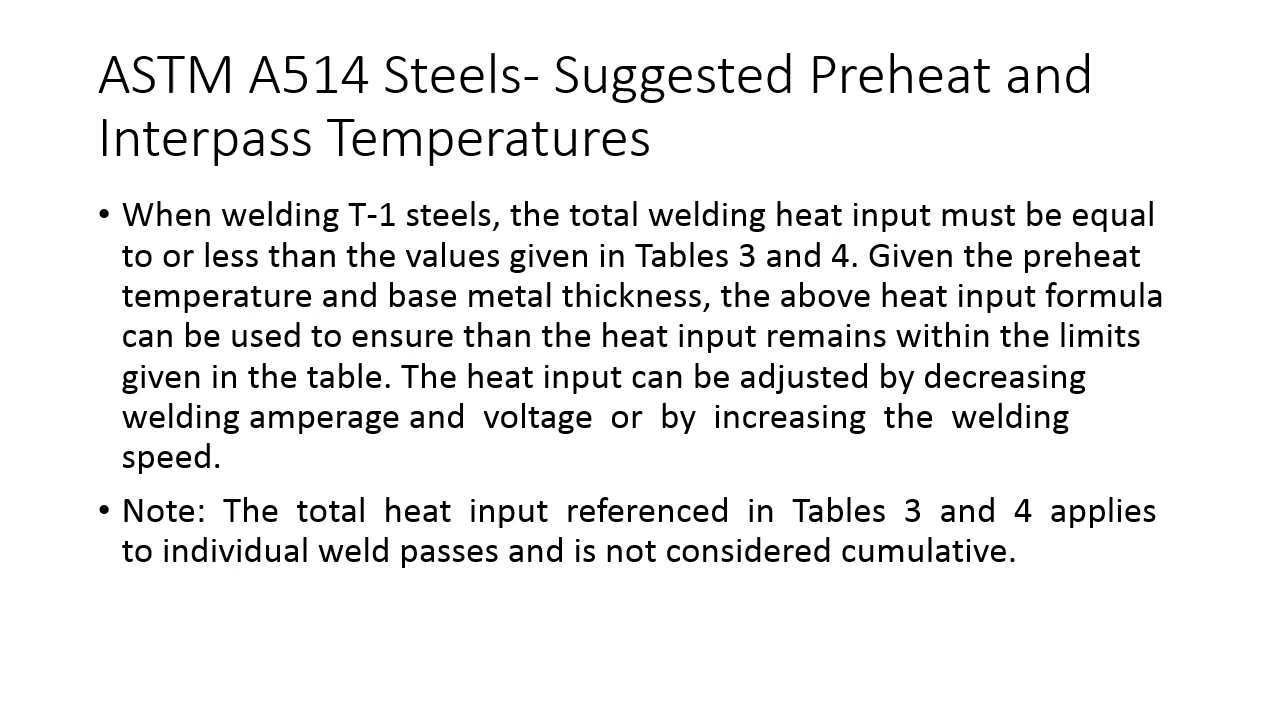 ASTM A514 Steels- Suggested Preheat and
Interpass Temperatures
• When welding T-1 steels, the total welding heat input must be equal
to or less than the values given in Tables 3 and 4. Given the preheat
temperature and base metal thickness, the above heat input formula
can be used to ensure than the heat input remains within the limits
given in the table. The heat input can be adjusted by decreasing
welding amperage and voltage or by increasing the welding
speed.
• Note: The total heat input referenced in Tables 3 and 4 applies
to individual weld passes and is not considered cumulative.